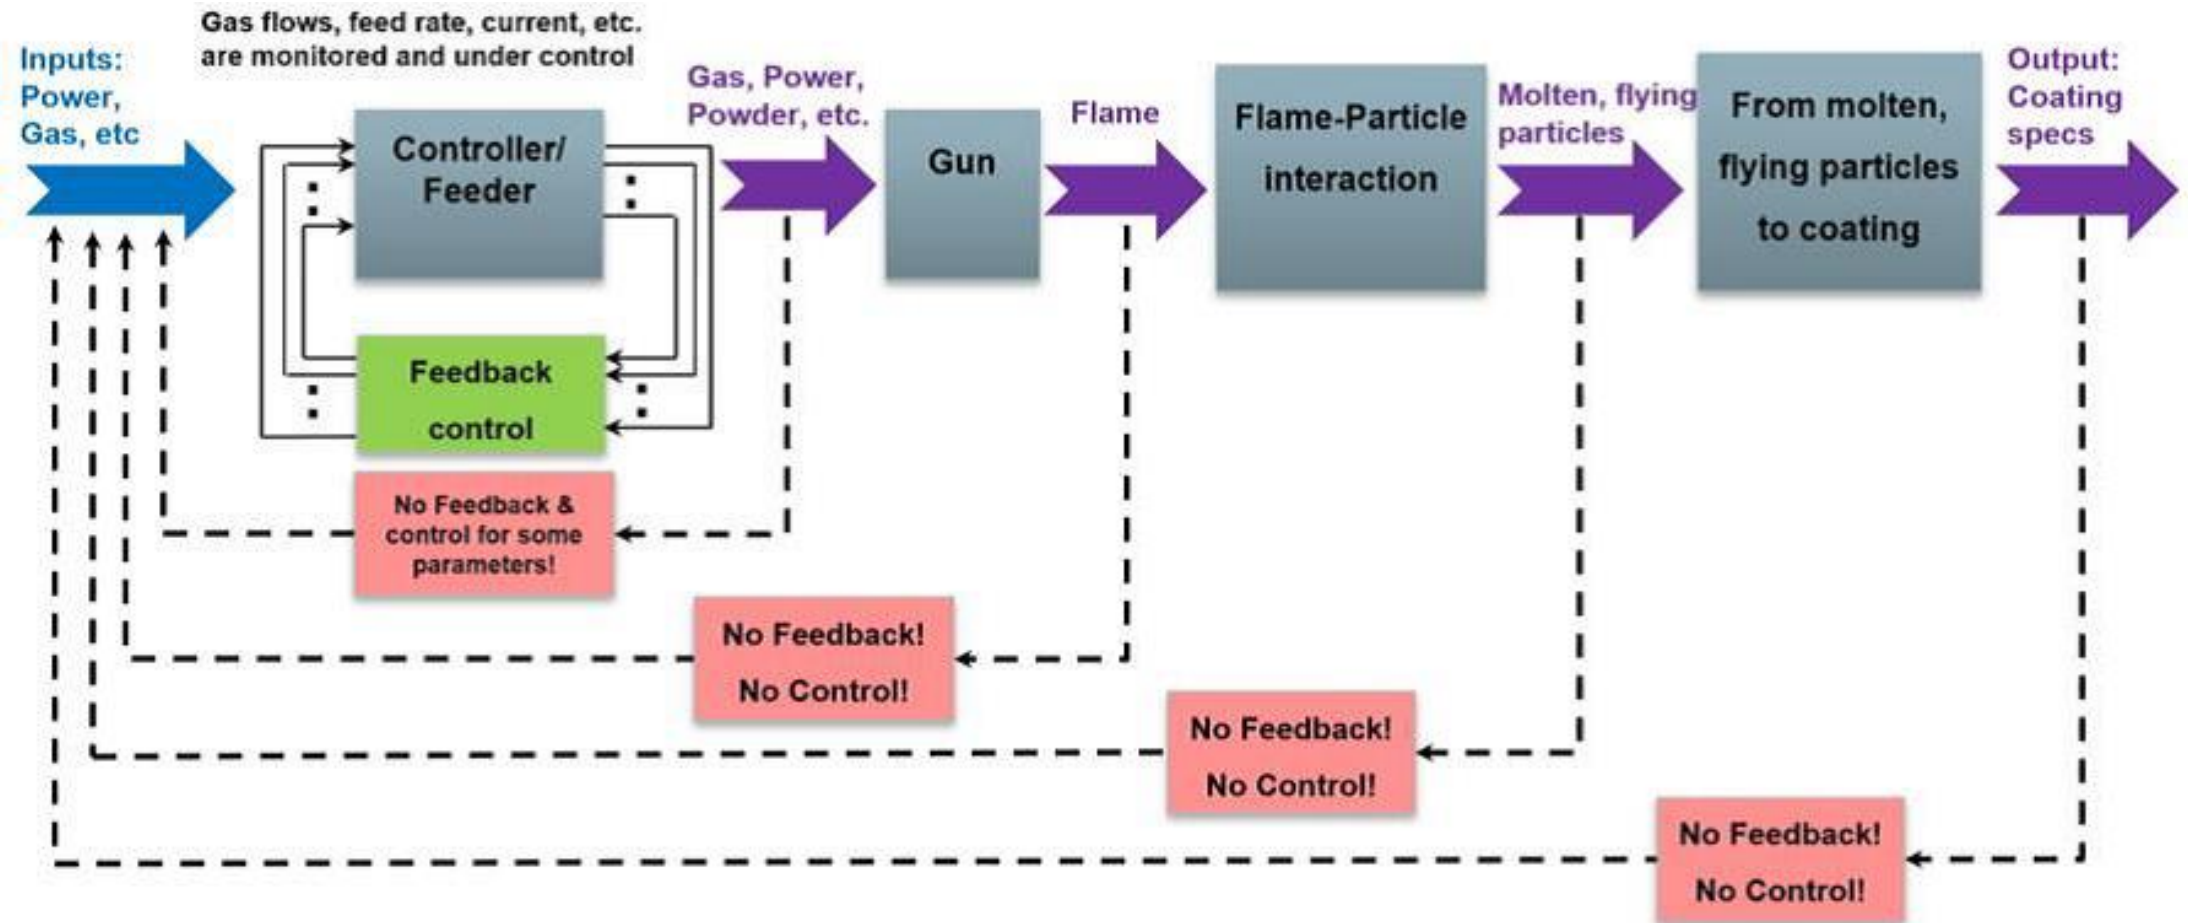 Gas flows, feed rate, current, etc.
are monitored and under control
Inputs:
Power,
Gas, etc
Controller/
Feeder
Gas, Power,
Powder, etc.
Gun
Flame
Flame-Particle
interaction
Molten, flying
particles
From molten,
flying particles
to coating
Output:
Coating
specs
Feedback
control
No Feedback &
control for some
parameters!
No Feedback!
No Control!
No Feedback!
No Control!
No Feedback!
No Control!